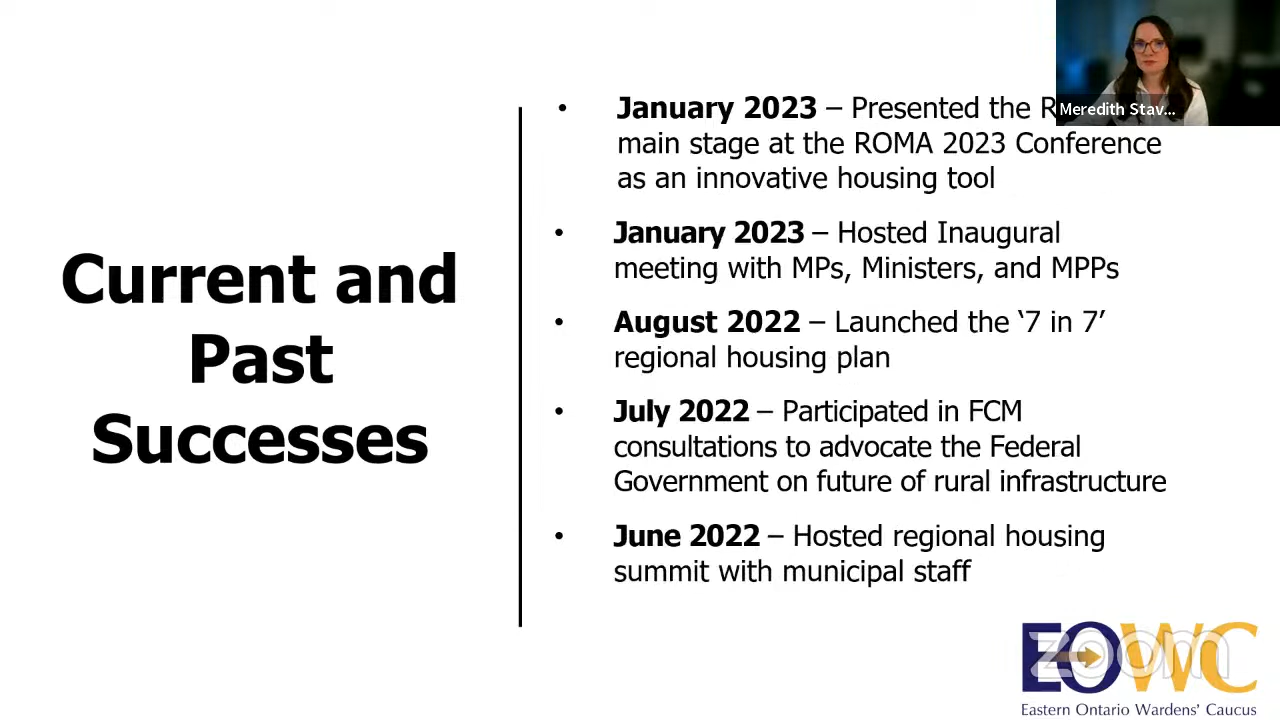 Current and
Past
Successes
• January 2023 – Presented the
main stage at the ROMA 2023 Conference
as an innovative housing tool
• January 2023 – Hosted Inaugural
meeting with MPs, Ministers, and MPPs
• August 2022 – Launched the ‘7 in 7’
regional housing plan
• July 2022 – Participated in FCM
consultations to advocate the Federal
Government on future of rural infrastructure
• June 2022 – Hosted regional housing
summit with municipal staff
Meredith Stav...
EOWC
zoom
Eastern Ontario Wardens’ Caucus